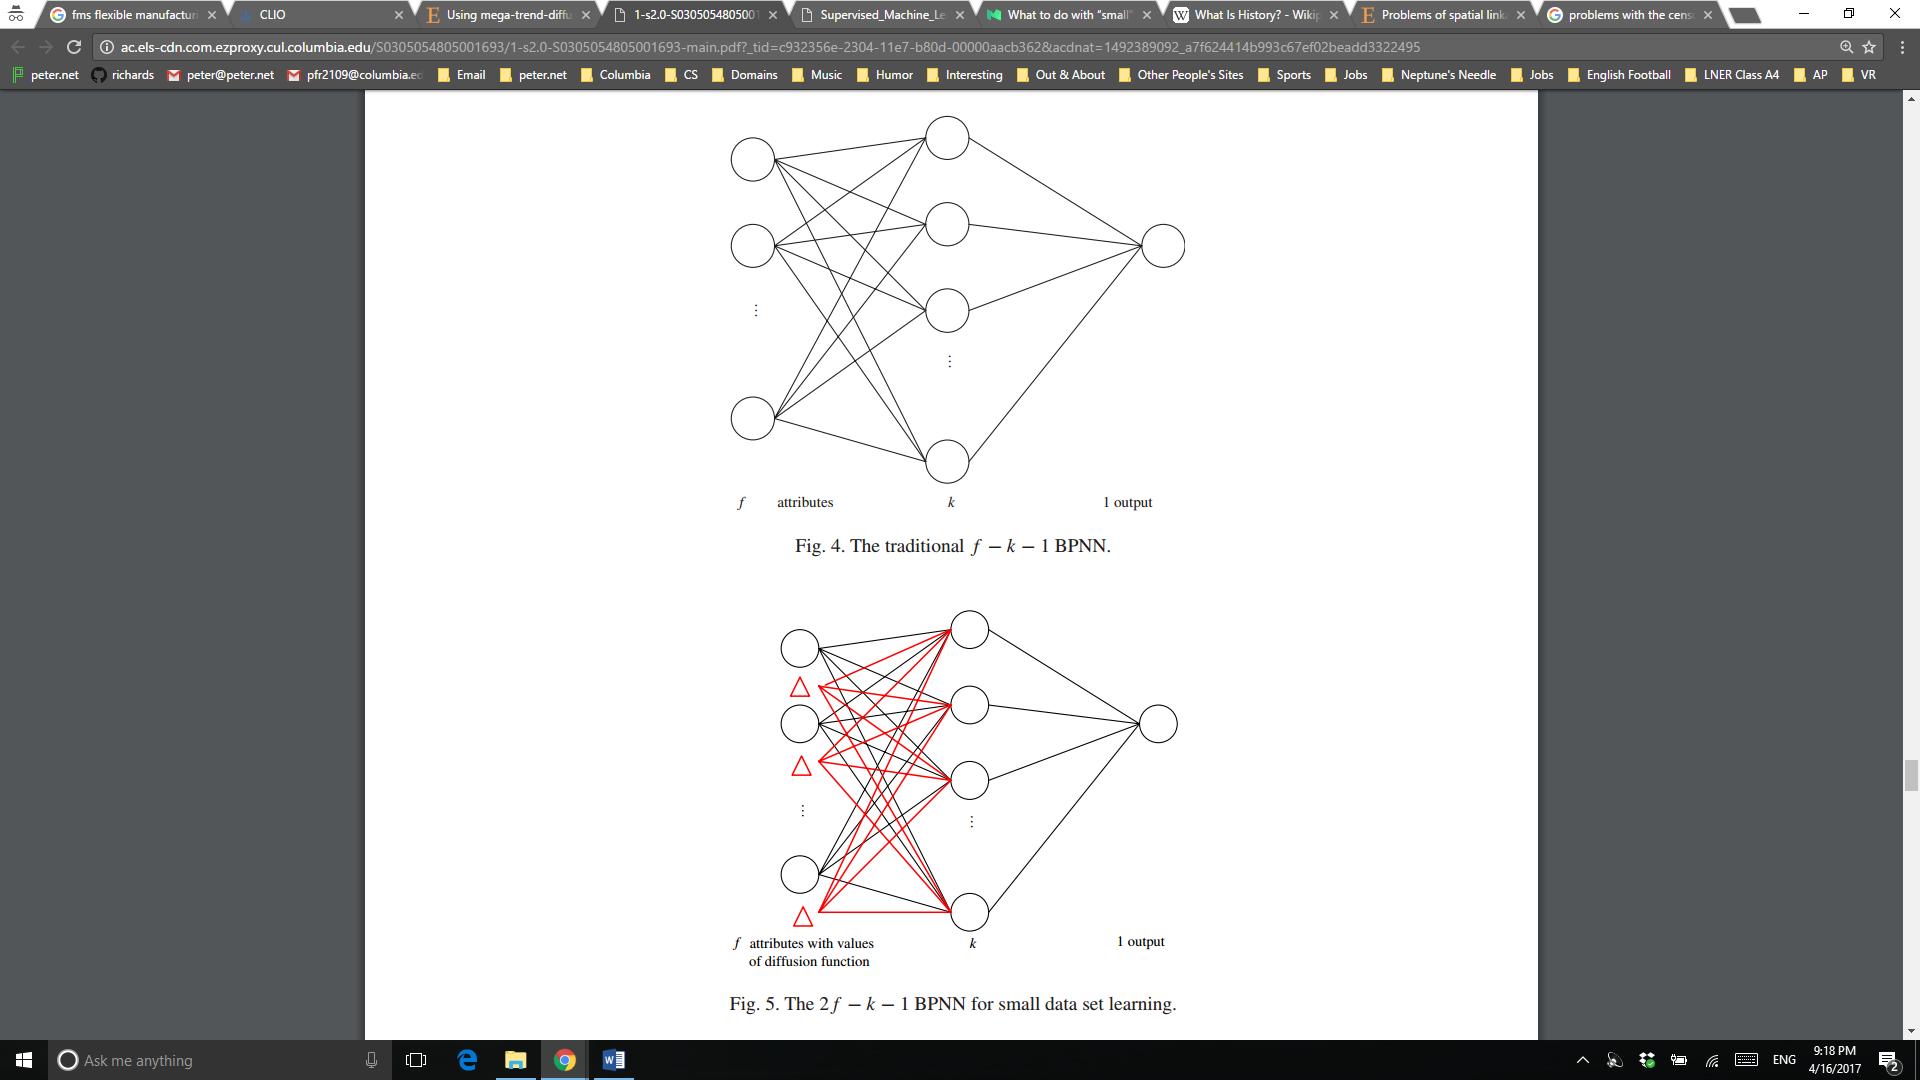 fms flexible manufacturi
CLIO
Using mega-trend-diffu
1-s2.0-S0305054805001
Supervised_Machine_Le
What to do with “small”
What Is History? - Wikip
Problems of spatial link
problems with the cens
ac.els-cdn.com.ezproxy.cul.columbia.edu/S0305054805001693/1-s2.0-S0305054805001693-main.pdf?_tid=c932356e-2304-11e7-b80d-00000aacb362&acdnat=1492389092_a7f624414b993c67ef02beadd3322495
peter.net richards peter@peter.net pfr2109@columbia.ec Email peter.net Columbia CS Domains Music Humor Interesting Out & About Other People's Sites Sports Jobs Neptune's Needle Jobs English Football LNER Class A4 AP VR
⋮
⋮
f attributes k 1 output
Fig. 4. The traditional f − k − 1 BPNN.
⋮
⋮
f attributes with values k 1 output
of diffusion function
Fig. 5. The 2f − k − 1 BPNN for small data set learning.
Ask me anything
ENG
9:18 PM
4/16/2017
2